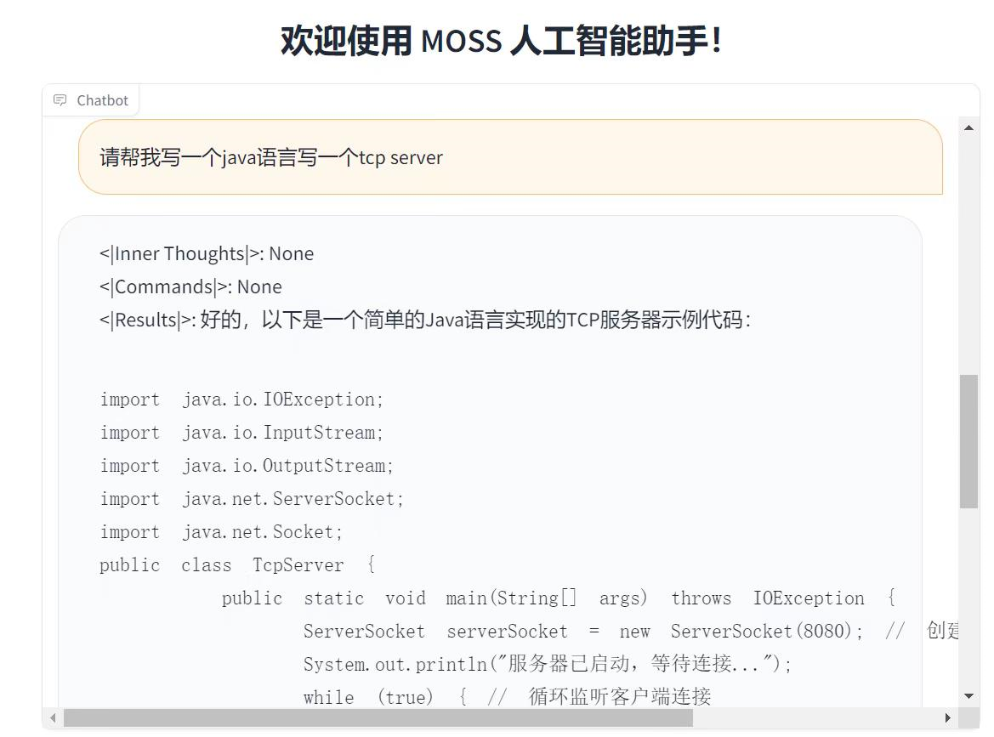 欢迎使用 MOSS 人工智能助手！
Chatbot
请帮我写一个java语言写一个tcp server
<|Inner Thoughts|>: None
<|Commands|>: None
<|Results|>: 好的，以下是一个简单的Java语言实现的TCP服务器示例代码：
import java.io.IOException;
import java.io.InputStream;
import java.io.OutputStream;
import java.net.ServerSocket;
import java.net.Socket;
public class TcpServer {
public static void main(String[] args) throws IOException {
ServerSocket serverSocket = new ServerSocket(8080); // 创建
System.out.println("服务器已启动，等待连接...");
while (true) { // 循环监听客户端连接